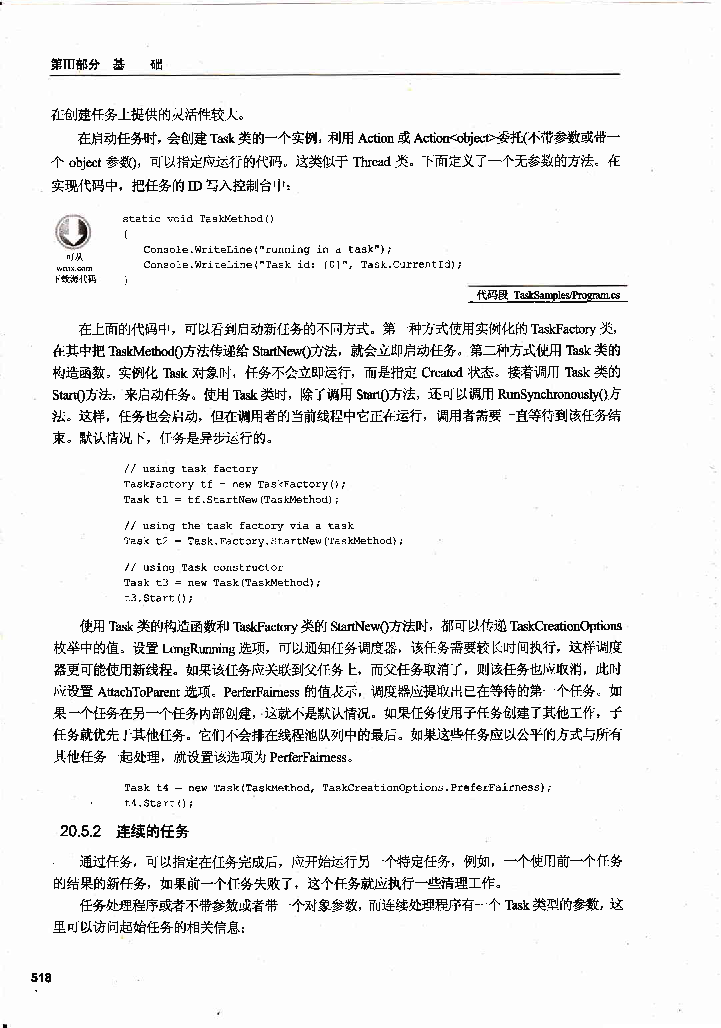 第III部分 基 础
在创建任务上提供的灵活性较大。
在启动任务时，会创建 Task 类的一个实例，利用 Action 或 Action<object>委托(不带参数或带一
个 object 参数)，可以指定应运行的代码。这类似于 Thread 类。下面定义了一个无参数的方法。在
实现代码中，把任务的 ID 写入控制台中：
static void TaskMethod()
{
Console.WriteLine("running in a task");
Console.WriteLine("Task id: {0}", Task.CurrentId);
}
可从
wrox.com
下载源代码
代码段 TaskSamples/Program.cs
在上面的代码中，可以看到启动新任务的不同方式。第一种方式使用实例化的 TaskFactory 类，
在其中把 TaskMethod()方法传递给 StartNew()方法，就会立即启动任务。第二种方式使用 Task 类的
构造函数。实例化 Task 对象时，任务不会立即运行，而是指定 Created 状态。接着调用 Task 类的
Start()方法，来启动任务。使用 Task 类时，除了调用 Start()方法，还可以调用 RunSynchronously()方
法。这样，任务也会启动，但在调用者的当前线程中它正在运行，调用者需要一直等待到该任务结
束。默认情况下，任务是异步运行的。
// using task factory
TaskFactory tf = new TaskFactory();
Task t1 = tf.StartNew(TaskMethod);
// using the task factory via a task
Task t2 = Task.Factory.StartNew(TaskMethod);
// using Task constructor
Task t3 = new Task(TaskMethod);
t3.Start();
使用 Task 类的构造函数和 TaskFactory 类的 StartNew()方法时，都可以传递 TaskCreationOptions
枚举中的值。设置 LongRunning 选项，可以通知任务调度器，该任务需要较长时间执行，这样调度
器更可能使用新线程。如果该任务应关联到父任务上，而父任务取消了，则该任务也应取消，此时
应设置 AttachToParent 选项。PerferFairness 的值表示，调度器应提取出已在等待的第一个任务。如
果一个任务在另一个任务内部创建，这就不是默认情况。如果任务使用子任务创建了其他工作，子
任务就优先于其他任务。它们不会排在线程池队列中的最后。如果这些任务应以公平的方式与所有
其他任务一起处理，就设置该选项为 PerferFairness。
Task t4 = new Task(TaskMethod, TaskCreationOptions.PreferFairness);
t4.Start();
20.5.2 连续的任务
通过任务，可以指定在任务完成后，应开始运行另一个特定任务，例如，一个使用前一个任务
的结果的新任务，如果前一个任务失败了，这个任务就应执行一些清理工作。
任务处理程序或者不带参数或者带一个对象参数，而连续处理程序有一个 Task 类型的参数，这
里可以访问起始任务的相关信息：
518